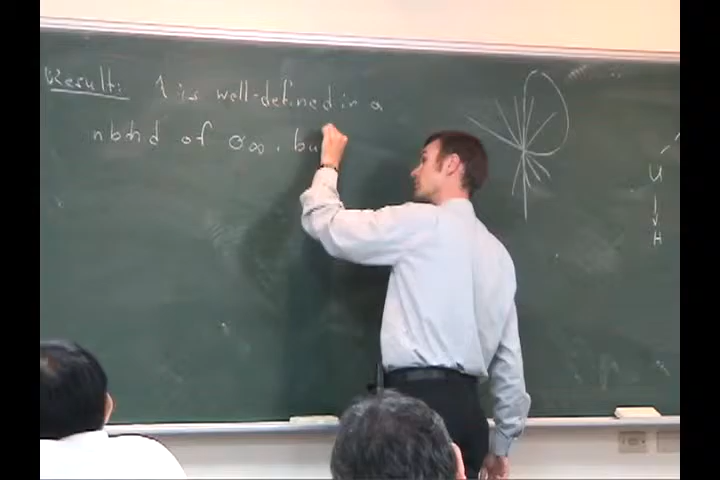 Result: 1 is well-defined in a
nbhd of σ∞, bu
U
↓
H